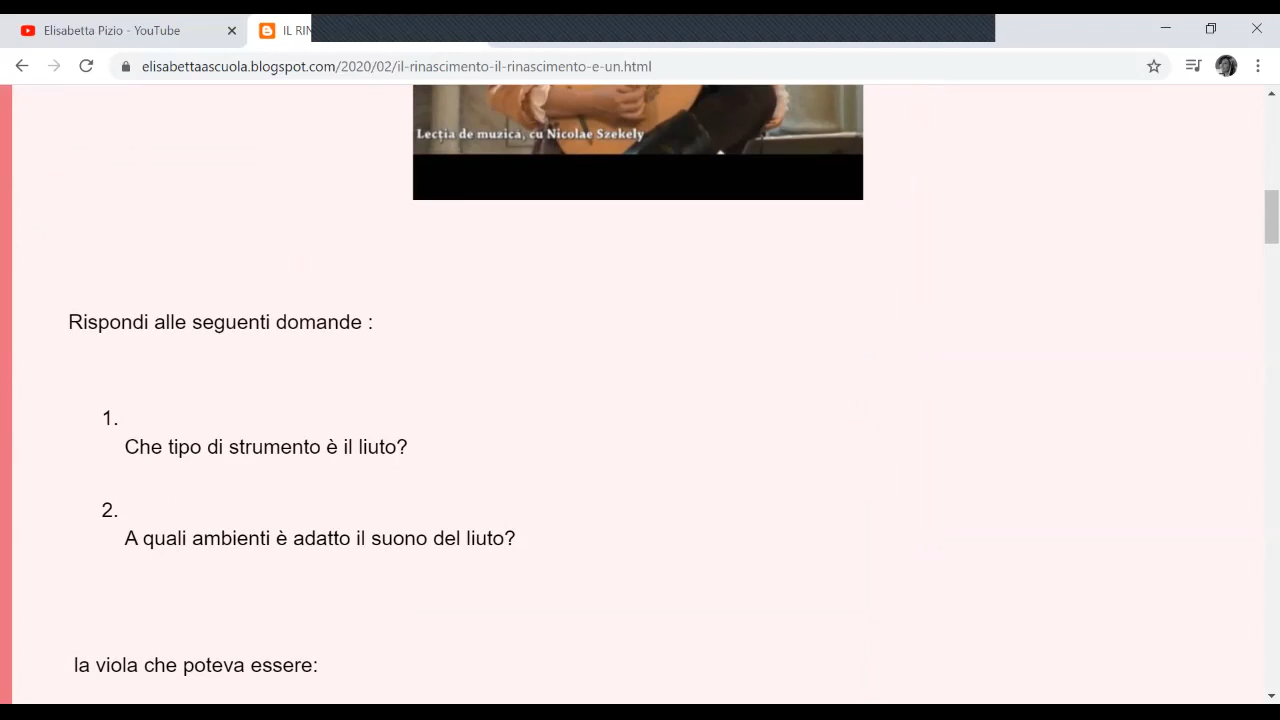 Elisabetta Pizio - YouTube
IL RIN
elisabettaascuola.blogspot.com/2020/02/il-rinascimento-il-rinascimento-e-un.html
Lecția de muzică, cu Nicolae Szekely
Rispondi alle seguenti domande :
1.
Che tipo di strumento è il liuto?
2.
A quali ambienti è adatto il suono del liuto?
la viola che poteva essere: